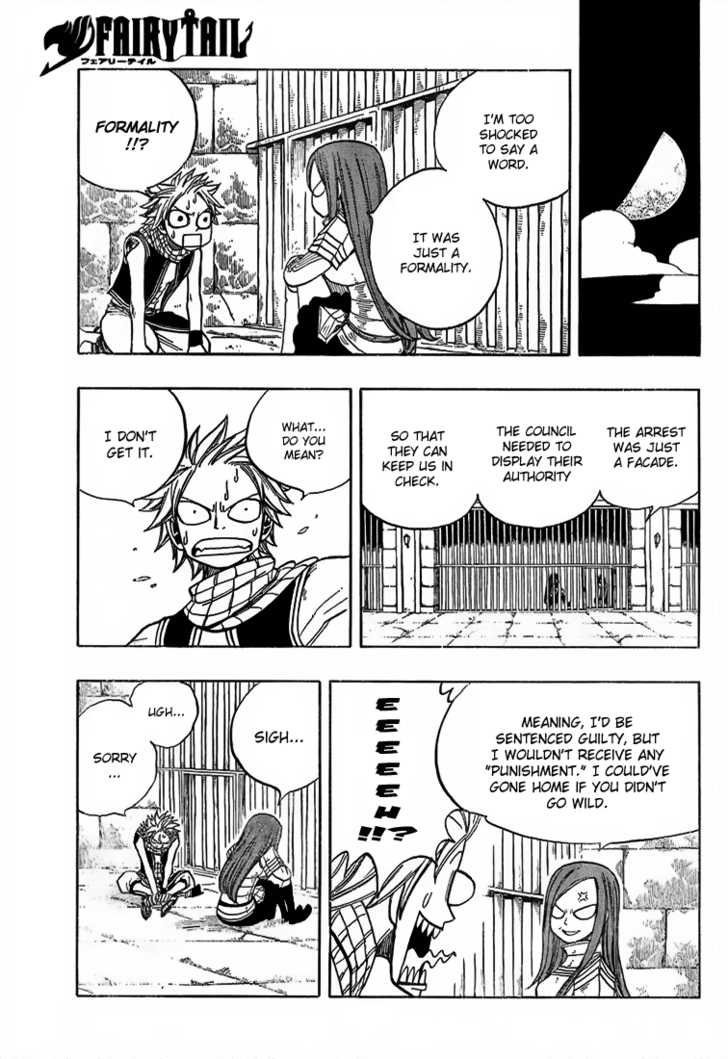 FAIRY TAIL
フェアリーテイル
I'M TOO
SHOCKED
TO SAY A
WORD.
IT WAS
JUST A
FORMALITY.
FORMALITY
!!?
THE ARREST
WAS JUST
A FACADE.
THE COUNCIL
NEEDED TO
DISPLAY THEIR
AUTHORITY
SO THAT
THEY CAN
KEEP US IN
CHECK.
WHAT...
DO YOU
MEAN?
I DON'T
GET IT.
MEANING, I'D BE
SENTENCED GUILTY, BUT
I WOULDN'T RECEIVE ANY
"PUNISHMENT." I COULD'VE
GONE HOME IF YOU DIDN'T
GO WILD.
EEEEEEH
!!?
SIGH...
UGH...
SORRY
...